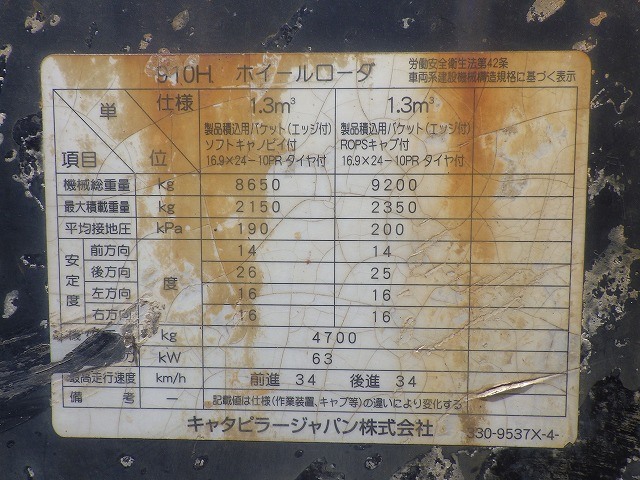 910H ホイールローダ
労働安全衛生法第42条
車両系建設機械構造規格に基づく表示
単 仕様 1.3m³ 1.3m³
製品積込用バケット(エッジ付) 製品積込用バケット(エッジ付)
ソフトキャノピイ付 ROPSキャブ付
項目 位 16.9×24-10PR タイヤ付 16.9×24-10PR タイヤ付
機械総重量 kg 8650 9200
最大積載重量 kg 2150 2350
平均接地圧 kPa 190 200
安定度 前方向 度 14 14
後方向 26 25
左方向 16 16
右方向 16 16
kg 4700
力 kW 63
最高走行速度 km/h 前進 34 後進 34
備考 - 記載値は仕様(作業装置、キャブ等)の違いにより変化する
キャタピラージャパン株式会社 330-9537X-4-